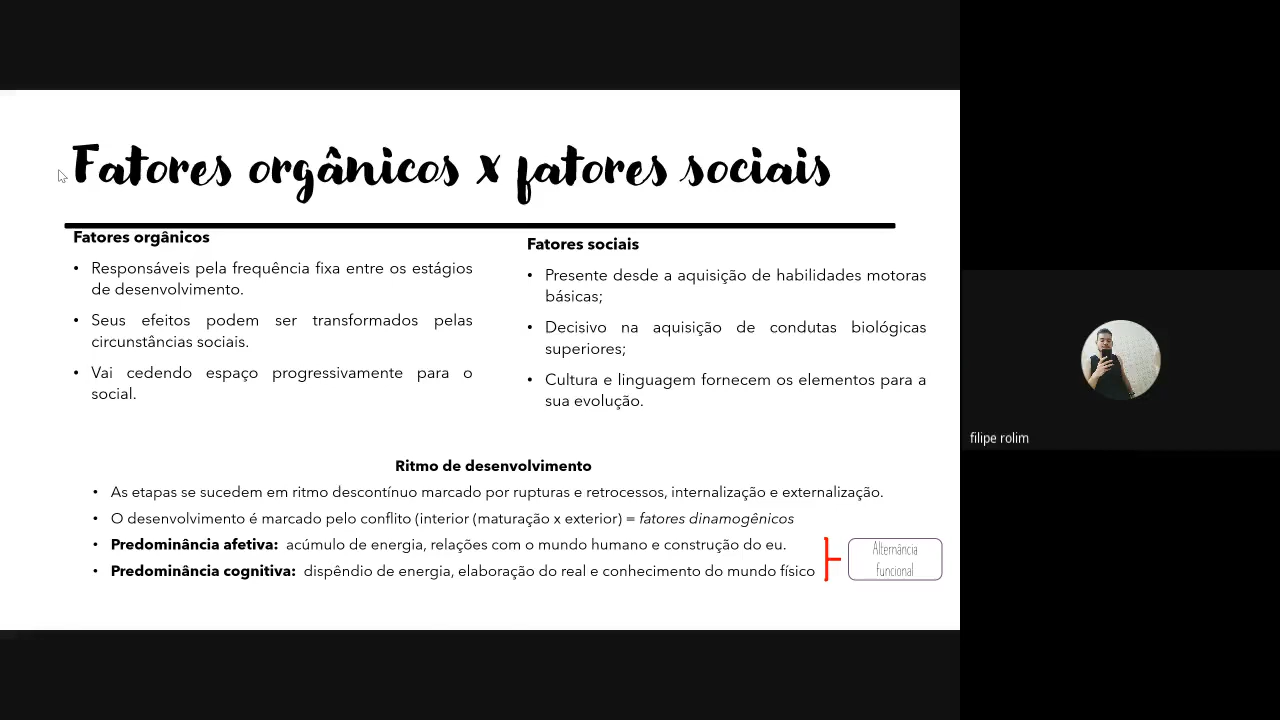 Fatores orgânicos x fatores sociais
Fatores orgânicos
• Responsáveis pela frequência fixa entre os estágios
de desenvolvimento.
• Seus efeitos podem ser transformados pelas
circunstâncias sociais.
• Vai cedendo espaço progressivamente para o
social.
Fatores sociais
• Presente desde a aquisição de habilidades motoras
básicas;
• Decisivo na aquisição de condutas biológicas
superiores;
• Cultura e linguagem fornecem os elementos para a
sua evolução.
Ritmo de desenvolvimento
• As etapas se sucedem em ritmo descontínuo marcado por rupturas e retrocessos, internalização e externalização.
• O desenvolvimento é marcado pelo conflito (interior (maturação x exterior) = fatores dinamogênicos
• Predominância afetiva: acúmulo de energia, relações com o mundo humano e construção do eu.
• Predominância cognitiva: dispêndio de energia, elaboração do real e conhecimento do mundo físico
Alternância
funcional
filipe rolim